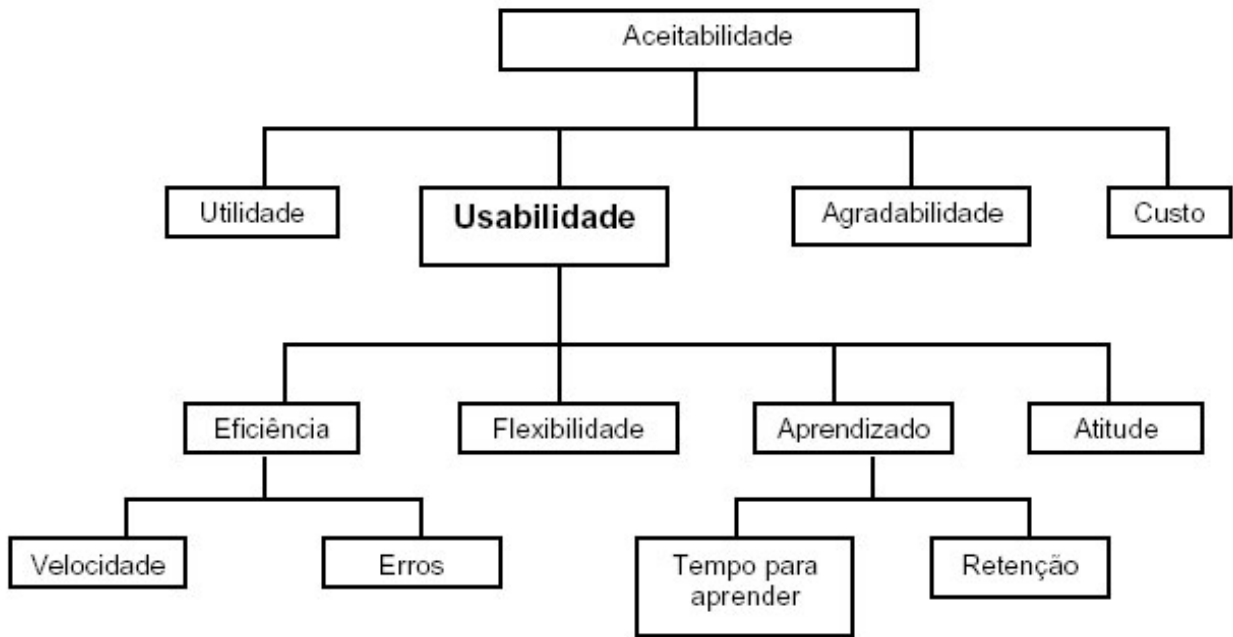 Aceitabilidade
Utilidade
Usabilidade
Agradabilidade
Custo
Eficiência
Flexibilidade
Aprendizado
Atitude
Velocidade
Erros
Tempo para
aprender
Retenção